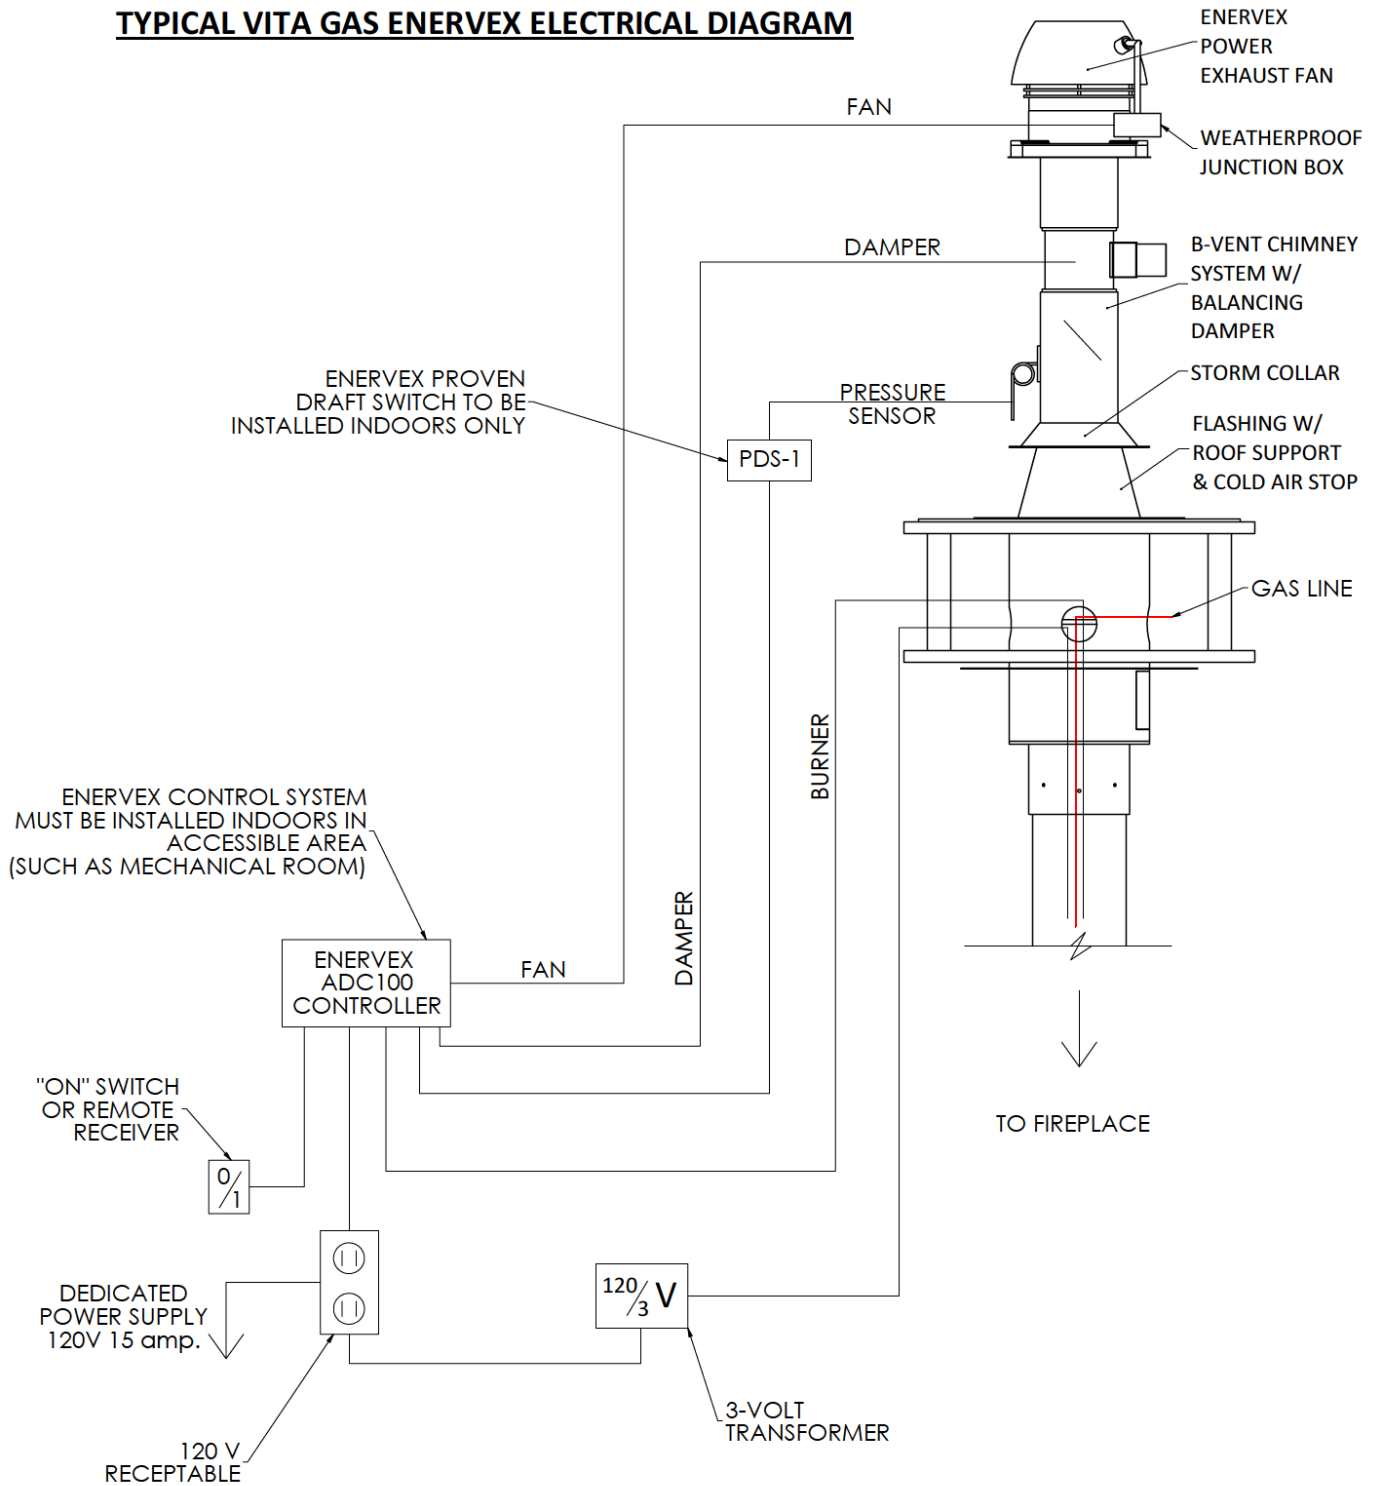 TYPICAL VITA GAS ENERVEX ELECTRICAL DIAGRAM
ENERVEX
POWER
EXHAUST FAN
FAN
WEATHERPROOF
JUNCTION BOX
DAMPER
B-VENT CHIMNEY
SYSTEM W/
BALANCING
DAMPER
STORM COLLAR
ENERVEX PROVEN
DRAFT SWITCH TO BE
INSTALLED INDOORS ONLY
PRESSURE
SENSOR
FLASHING W/
ROOF SUPPORT
& COLD AIR STOP
PDS-1
GAS LINE
BURNER
ENERVEX CONTROL SYSTEM
MUST BE INSTALLED INDOORS IN
ACCESSIBLE AREA
(SUCH AS MECHANICAL ROOM)
DAMPER
ENERVEX
ADC100
CONTROLLER
FAN
"ON" SWITCH
OR REMOTE
RECEIVER
0/1
TO FIREPLACE
DEDICATED
POWER SUPPLY
120V 15 amp.
120/3 V
3-VOLT
TRANSFORMER
120 V
RECEPTABLE